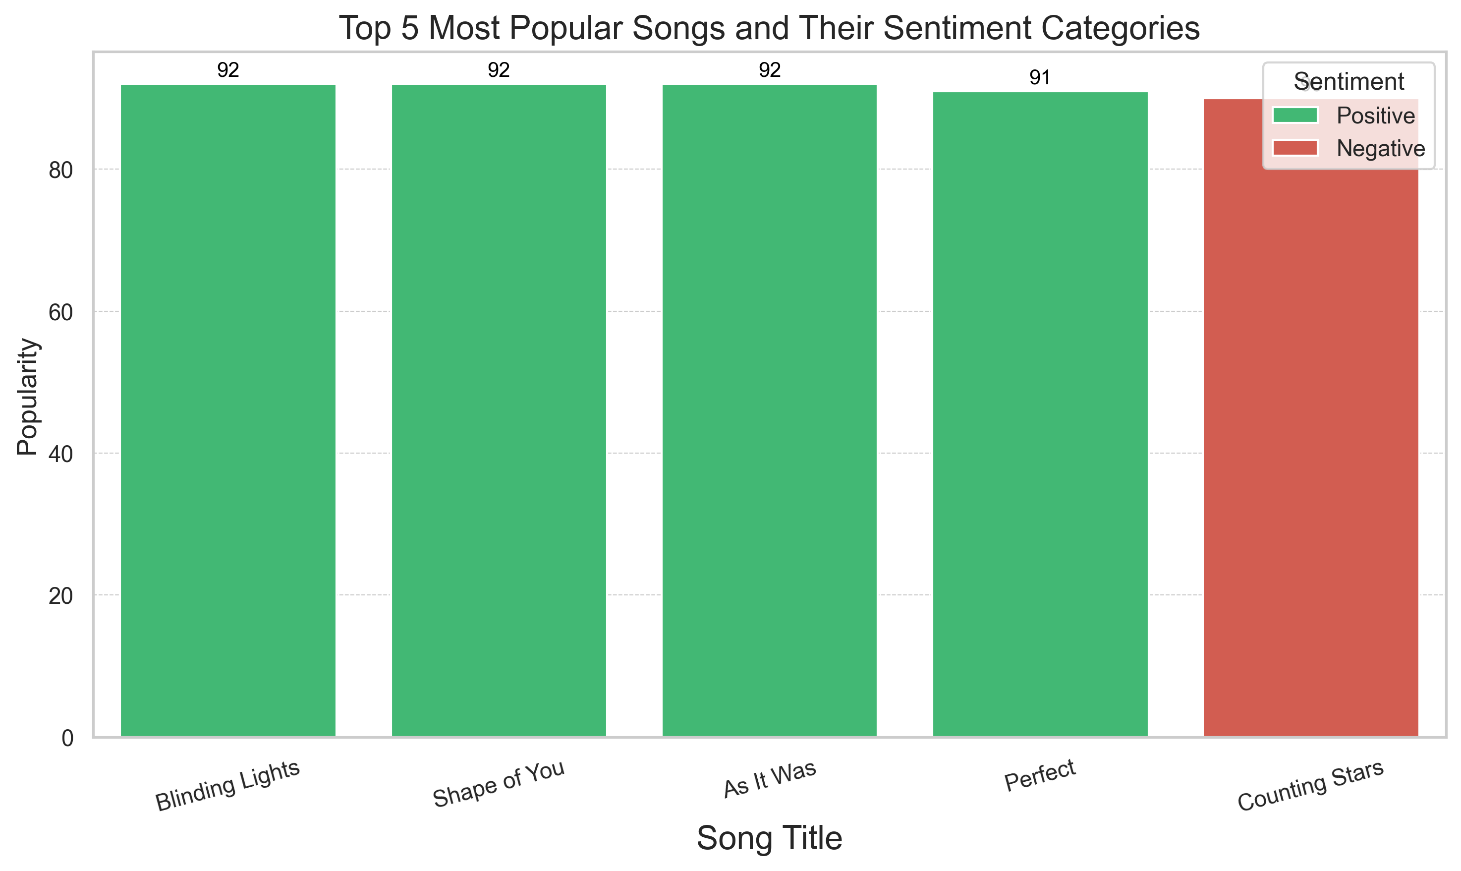 Top 5 Most Popular Songs and Their Sentiment Categories
92
92
92
91
Sentiment
Positive
Negative
80
60
40
20
0
Popularity
Blinding Lights
Shape of You
As It Was
Perfect
Counting Stars
Song Title